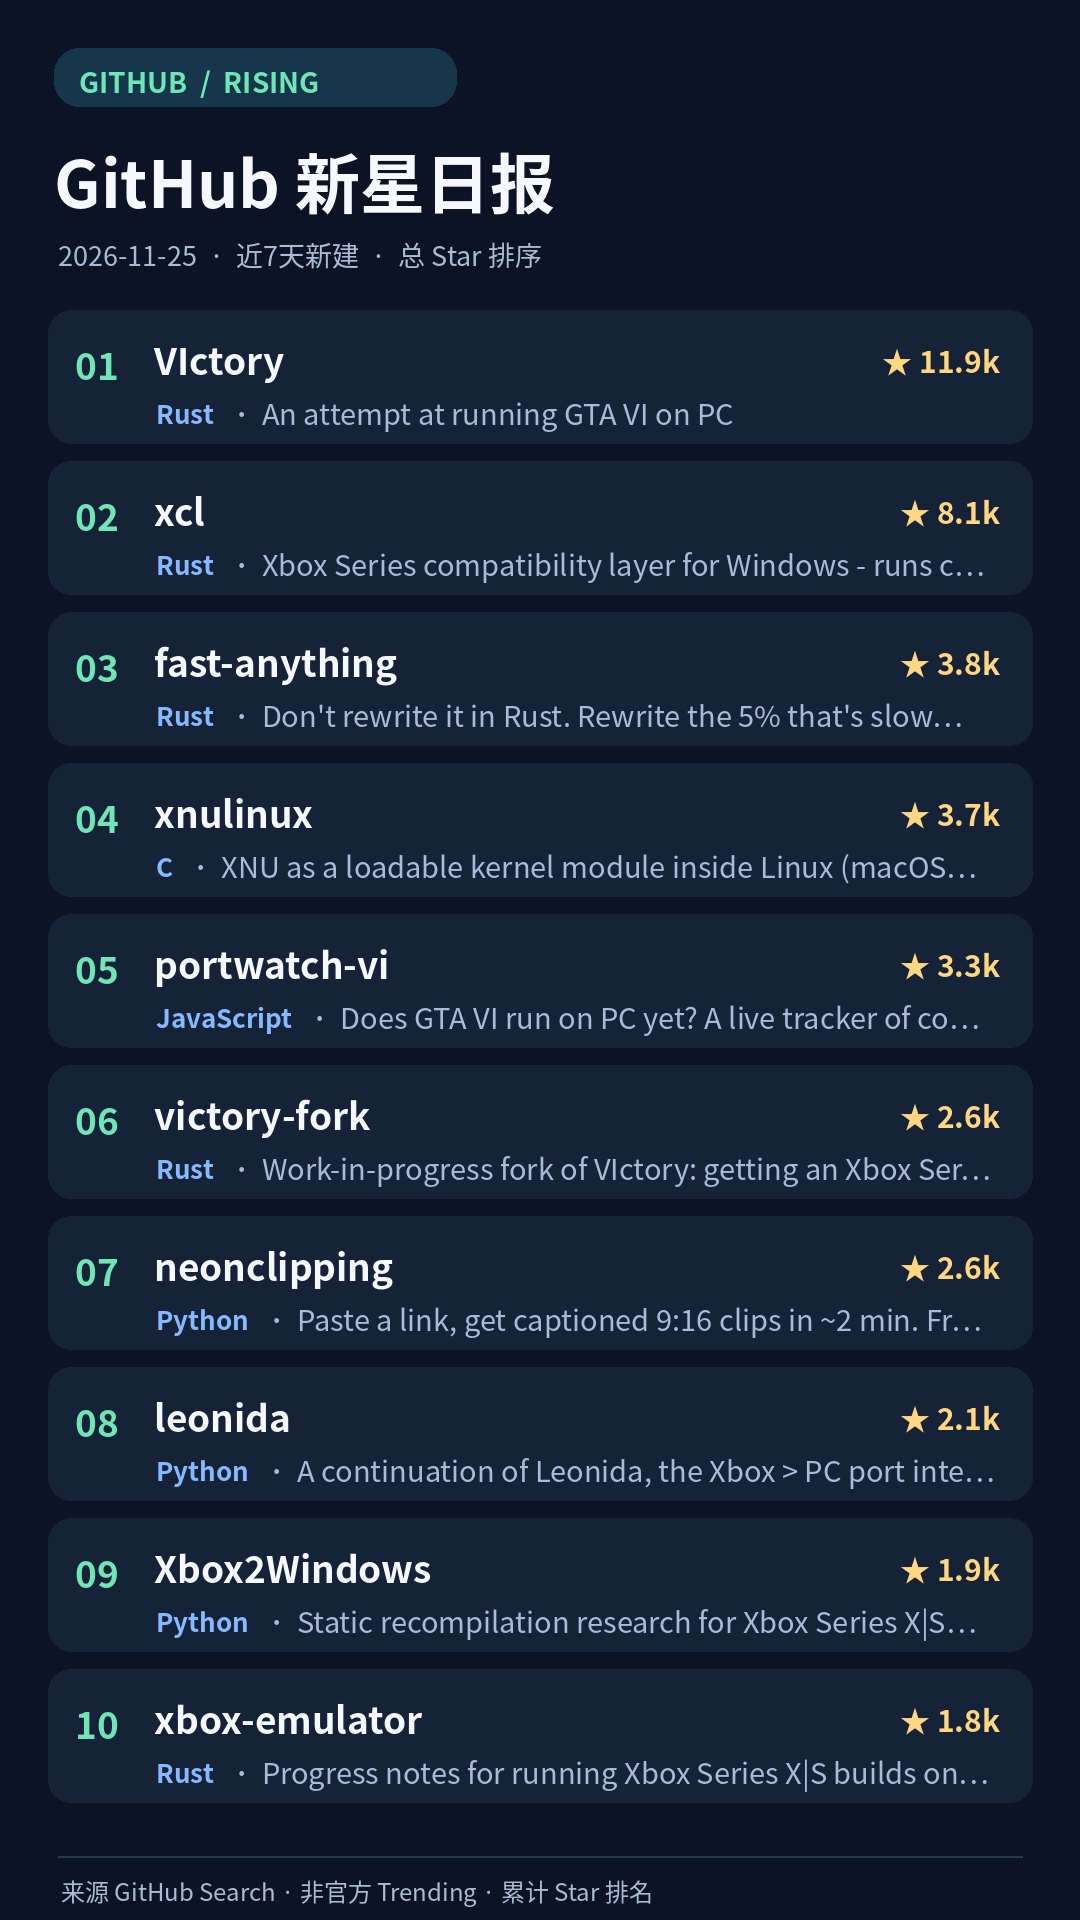 GITHUB / RISING
GitHub 新星日报
2026-11-25 · 近7天新建 · 总 Star 排序
01 VIctory ★ 11.9k
Rust · An attempt at running GTA VI on PC
02 xcl ★ 8.1k
Rust · Xbox Series compatibility layer for Windows - runs c…
03 fast-anything ★ 3.8k
Rust · Don't rewrite it in Rust. Rewrite the 5% that's slow…
04 xnulinux ★ 3.7k
C · XNU as a loadable kernel module inside Linux (macOS…
05 portwatch-vi ★ 3.3k
JavaScript · Does GTA VI run on PC yet? A live tracker of co…
06 victory-fork ★ 2.6k
Rust · Work-in-progress fork of VIctory: getting an Xbox Ser…
07 neonclipping ★ 2.6k
Python · Paste a link, get captioned 9:16 clips in ~2 min. Fr…
08 leonida ★ 2.1k
Python · A continuation of Leonida, the Xbox > PC port inte…
09 Xbox2Windows ★ 1.9k
Python · Static recompilation research for Xbox Series X|S…
10 xbox-emulator ★ 1.8k
Rust · Progress notes for running Xbox Series X|S builds on…
来源 GitHub Search · 非官方 Trending · 累计 Star 排名